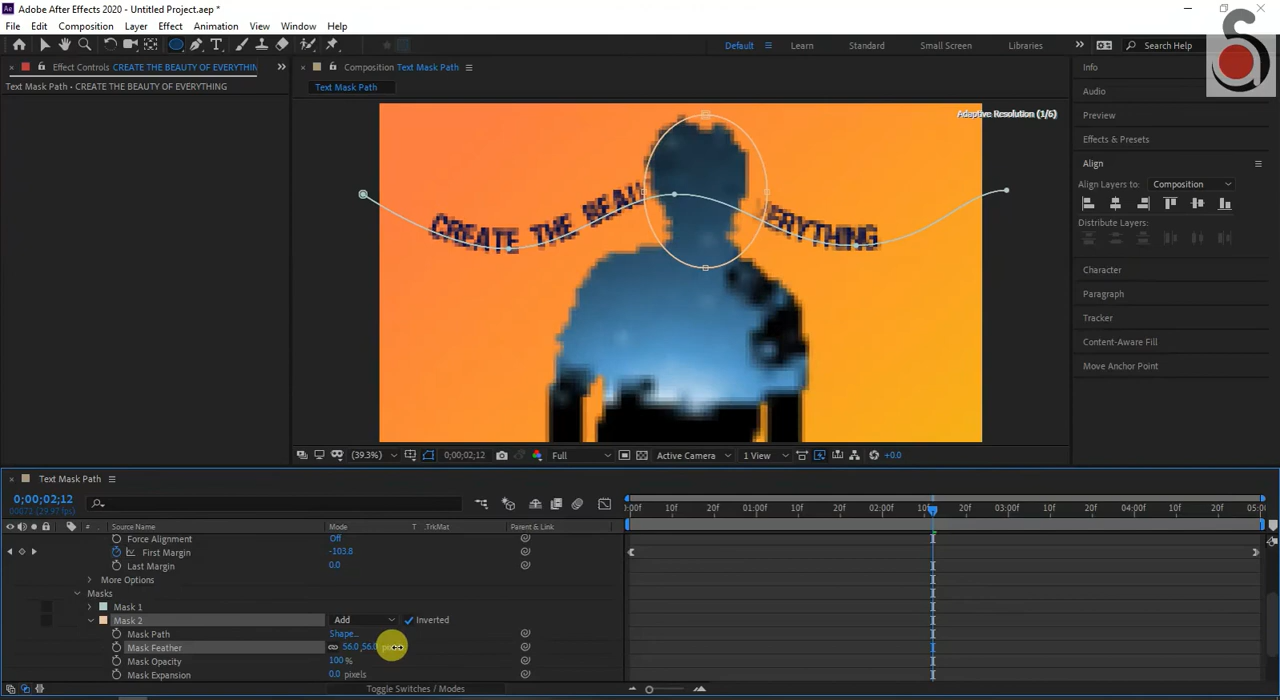 Adobe After Effects 2020 - Untitled Project.aep *
File Edit Composition Layer Effect Animation View Window Help
Default Learn Standard Small Screen Libraries Search Help
Effect Controls CREATE THE BEAUTY OF EVERYTHIN
Composition Text Mask Path
Info
Text Mask Path • CREATE THE BEAUTY OF EVERYTHING
Text Mask Path
Audio
Adaptive Resolution (1/6)
Preview
Effects & Presets
Align
Align Layers to: Composition
Distribute Layers:
CREATE THE BEAU
ERYTHING
Character
Paragraph
Tracker
Content-Aware Fill
Move Anchor Point
(39.3%) 0;00;02;12 Full Active Camera 1 View +0.0
Text Mask Path
0;00;02;12
00072 (29.97 fps)
:00f 10f 20f 01:00f 10f 20f 02:00f 10f 20f 03:00f 10f 20f 04:00f 10f 20f 05:0
# Source Name Mode T .TrkMat Parent & Link
Force Alignment Off
First Margin -103.8
Last Margin 0.0
More Options
Masks
Mask 1
Mask 2 Add Inverted
Mask Path Shape...
Mask Feather 56.0,56.0
Mask Opacity 100 %
Mask Expansion 0.0 pixels
Toggle Switches / Modes